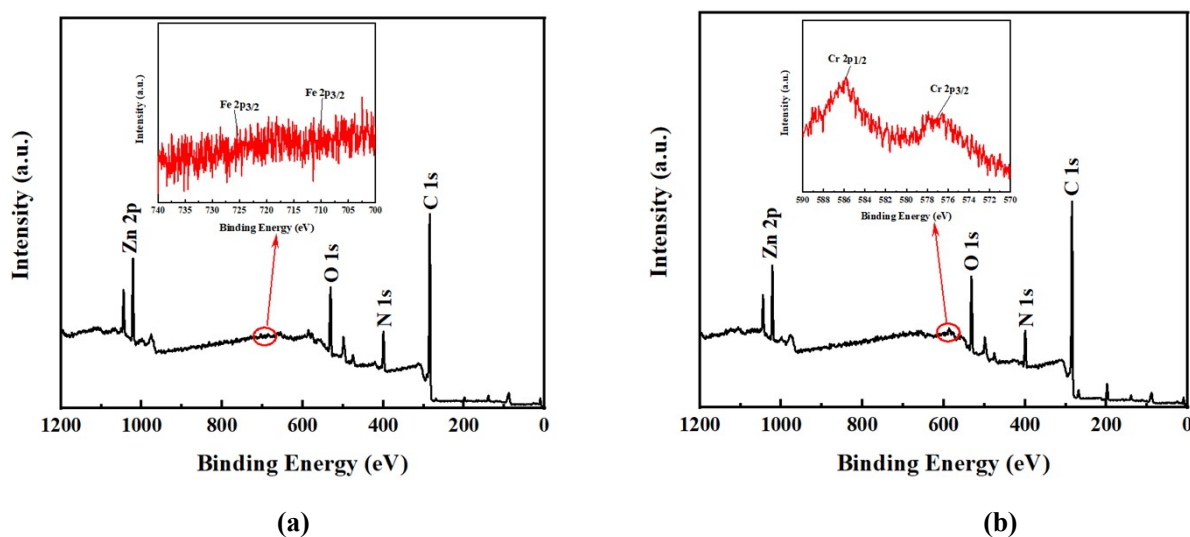 Fe 2p3/2
Fe 2p3/2
Intensity (a.u.)
740 735 730 725 720 715 710 705 700
Binding Energy (eV)
Zn 2p
O 1s
N 1s
C 1s
Intensity (a.u.)
1200 1000 800 600 400 200 0
Binding Energy (eV)
(a)
Cr 2p1/2
Cr 2p3/2
Intensity (a.u.)
590 588 586 584 582 580 578 576 574 572 570
Binding Energy (eV)
Zn 2p
O 1s
N 1s
C 1s
Intensity (a.u.)
1200 1000 800 600 400 200 0
Binding Energy (eV)
(b)